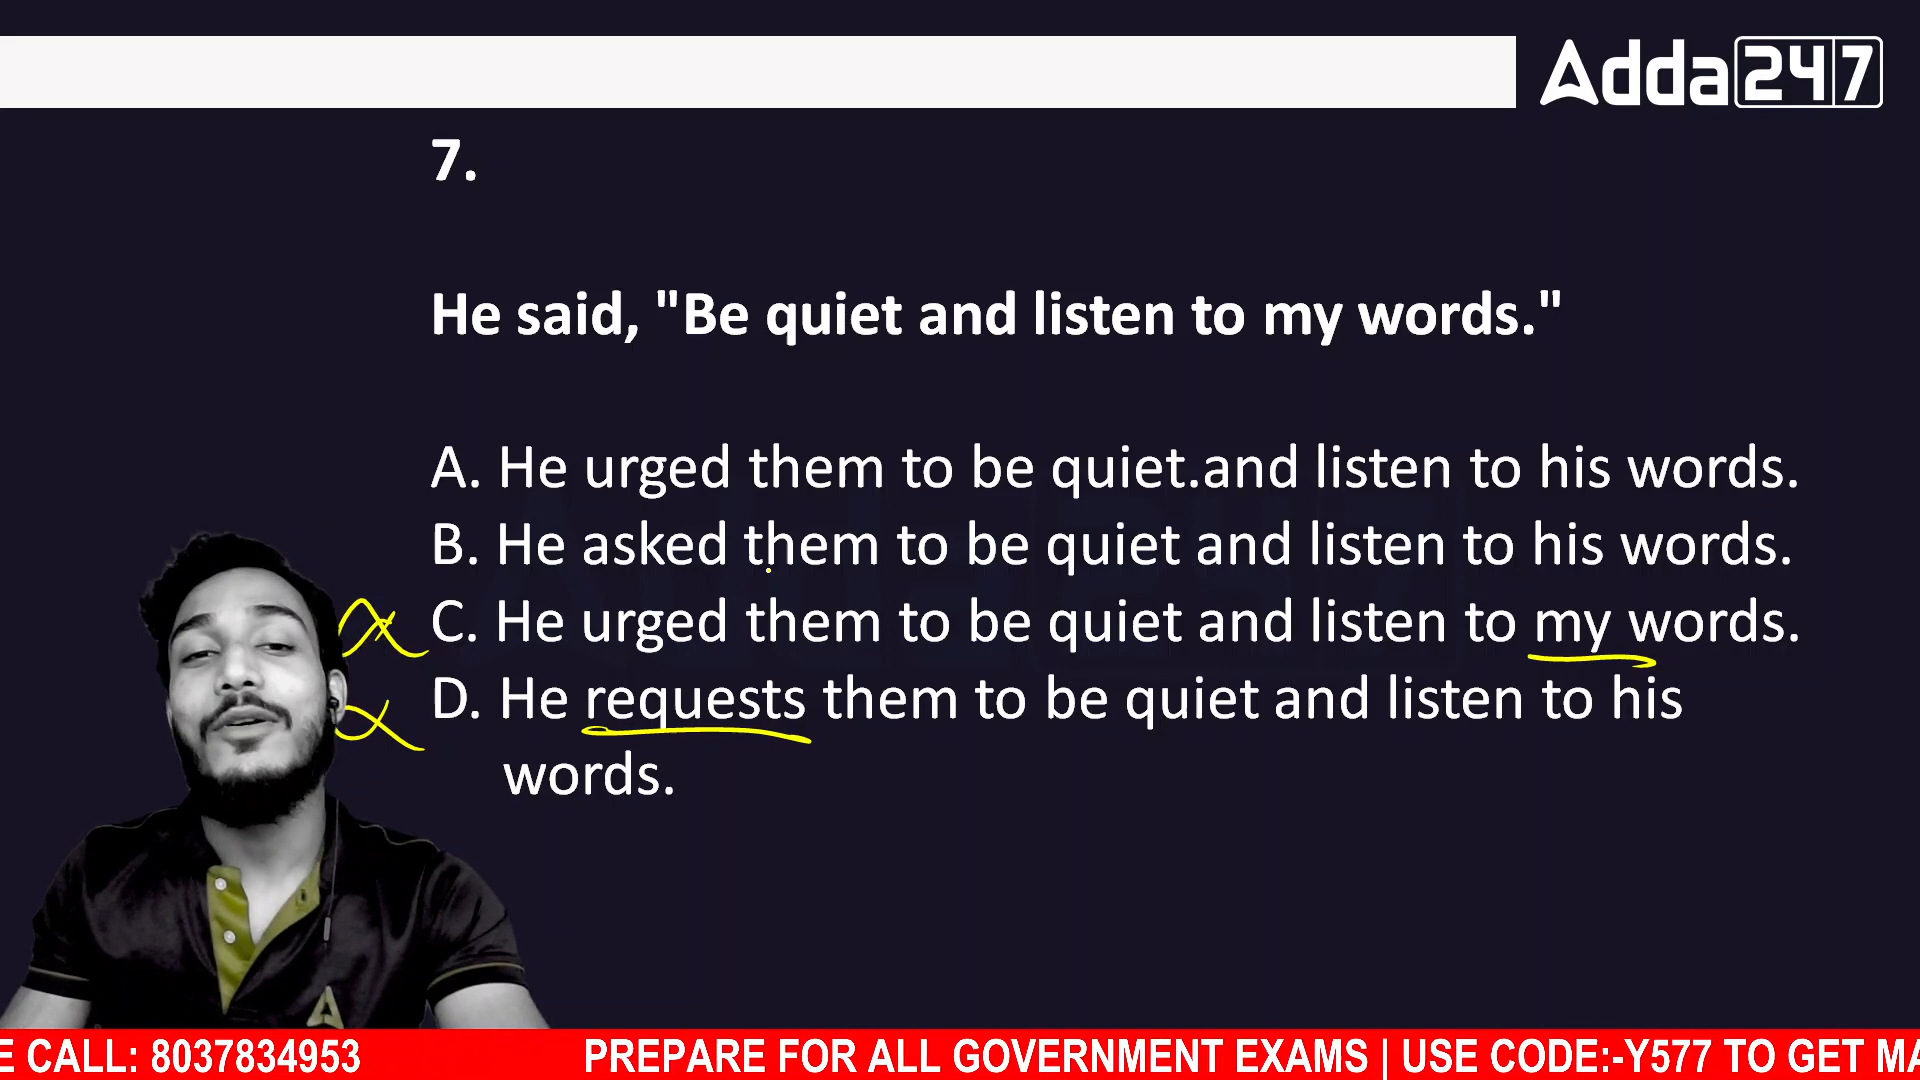 Adda247
7.
He said, "Be quiet and listen to my words."
A. He urged them to be quiet.and listen to his words.
B. He asked them to be quiet and listen to his words.
C. He urged them to be quiet and listen to my words.
D. He requests them to be quiet and listen to his
words.
E CALL: 8037834953 PREPARE FOR ALL GOVERNMENT EXAMS | USE CODE:-Y577 TO GET MA